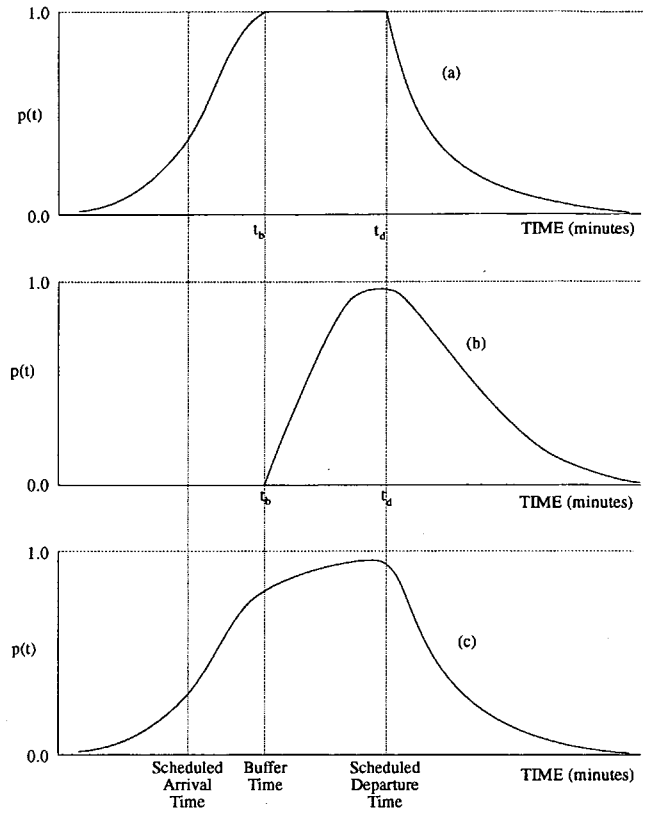 1.0
(a)
p(t)
0.0
t_b
t_d
TIME (minutes)
1.0
(b)
p(t)
0.0
t_b
t_d
TIME (minutes)
1.0
(c)
p(t)
0.0
Scheduled
Arrival
Time
Buffer
Time
Scheduled
Departure
Time
TIME (minutes)